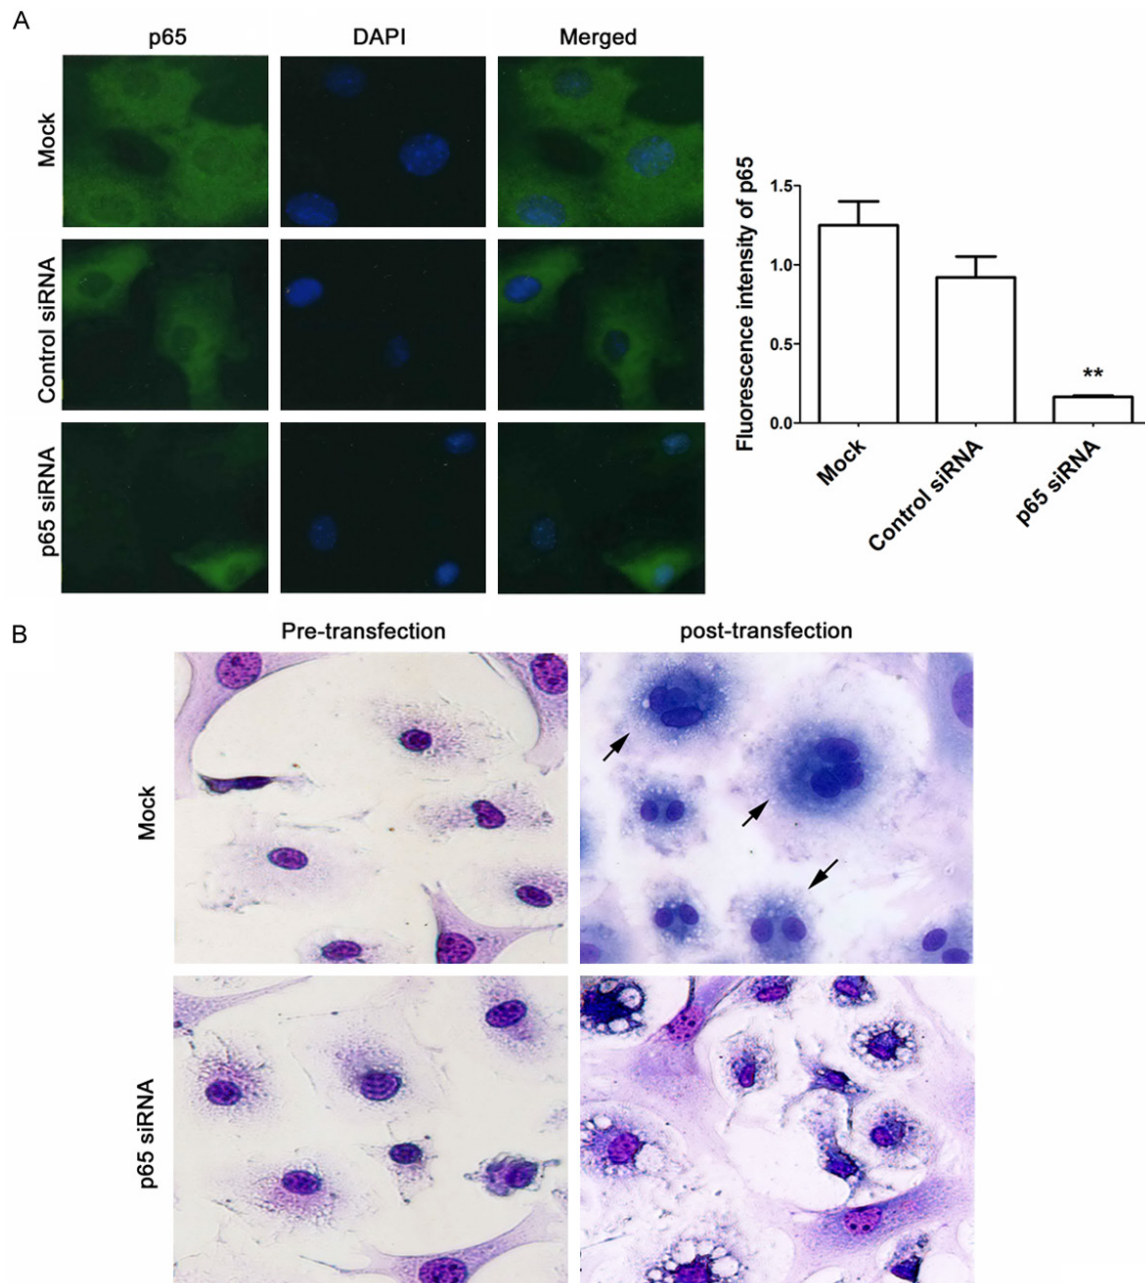 A
p65
DAPI
Merged
Mock
Control siRNA
p65 siRNA
Fluorescence intensity of p65
1.5
1.0
0.5
0.0
**
Mock
Control siRNA
p65 siRNA
B
Pre-transfection
post-transfection
Mock
p65 siRNA